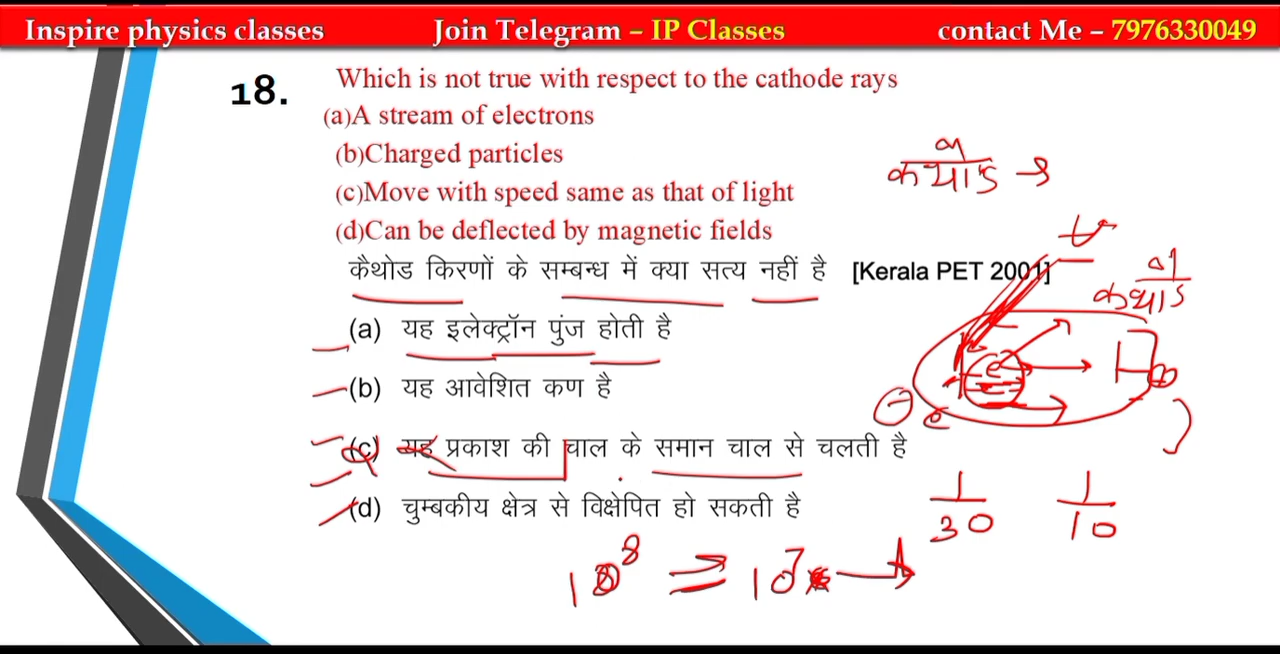 Inspire physics classes Join Telegram – IP Classes contact Me – 7976330049
18. Which is not true with respect to the cathode rays
(a)A stream of electrons
(b)Charged particles
(c)Move with speed same as that of light
(d)Can be deflected by magnetic fields
कैथोड किरणों के सम्बन्ध में क्या सत्य नहीं है [Kerala PET 2001]
(a) यह इलेक्ट्रॉन पुंज होती है
(b) यह आवेशित कण है
(c) यह प्रकाश की चाल के समान चाल से चलती है
(d) चुम्बकीय क्षेत्र से विक्षेपित हो सकती है
1/30 1/10